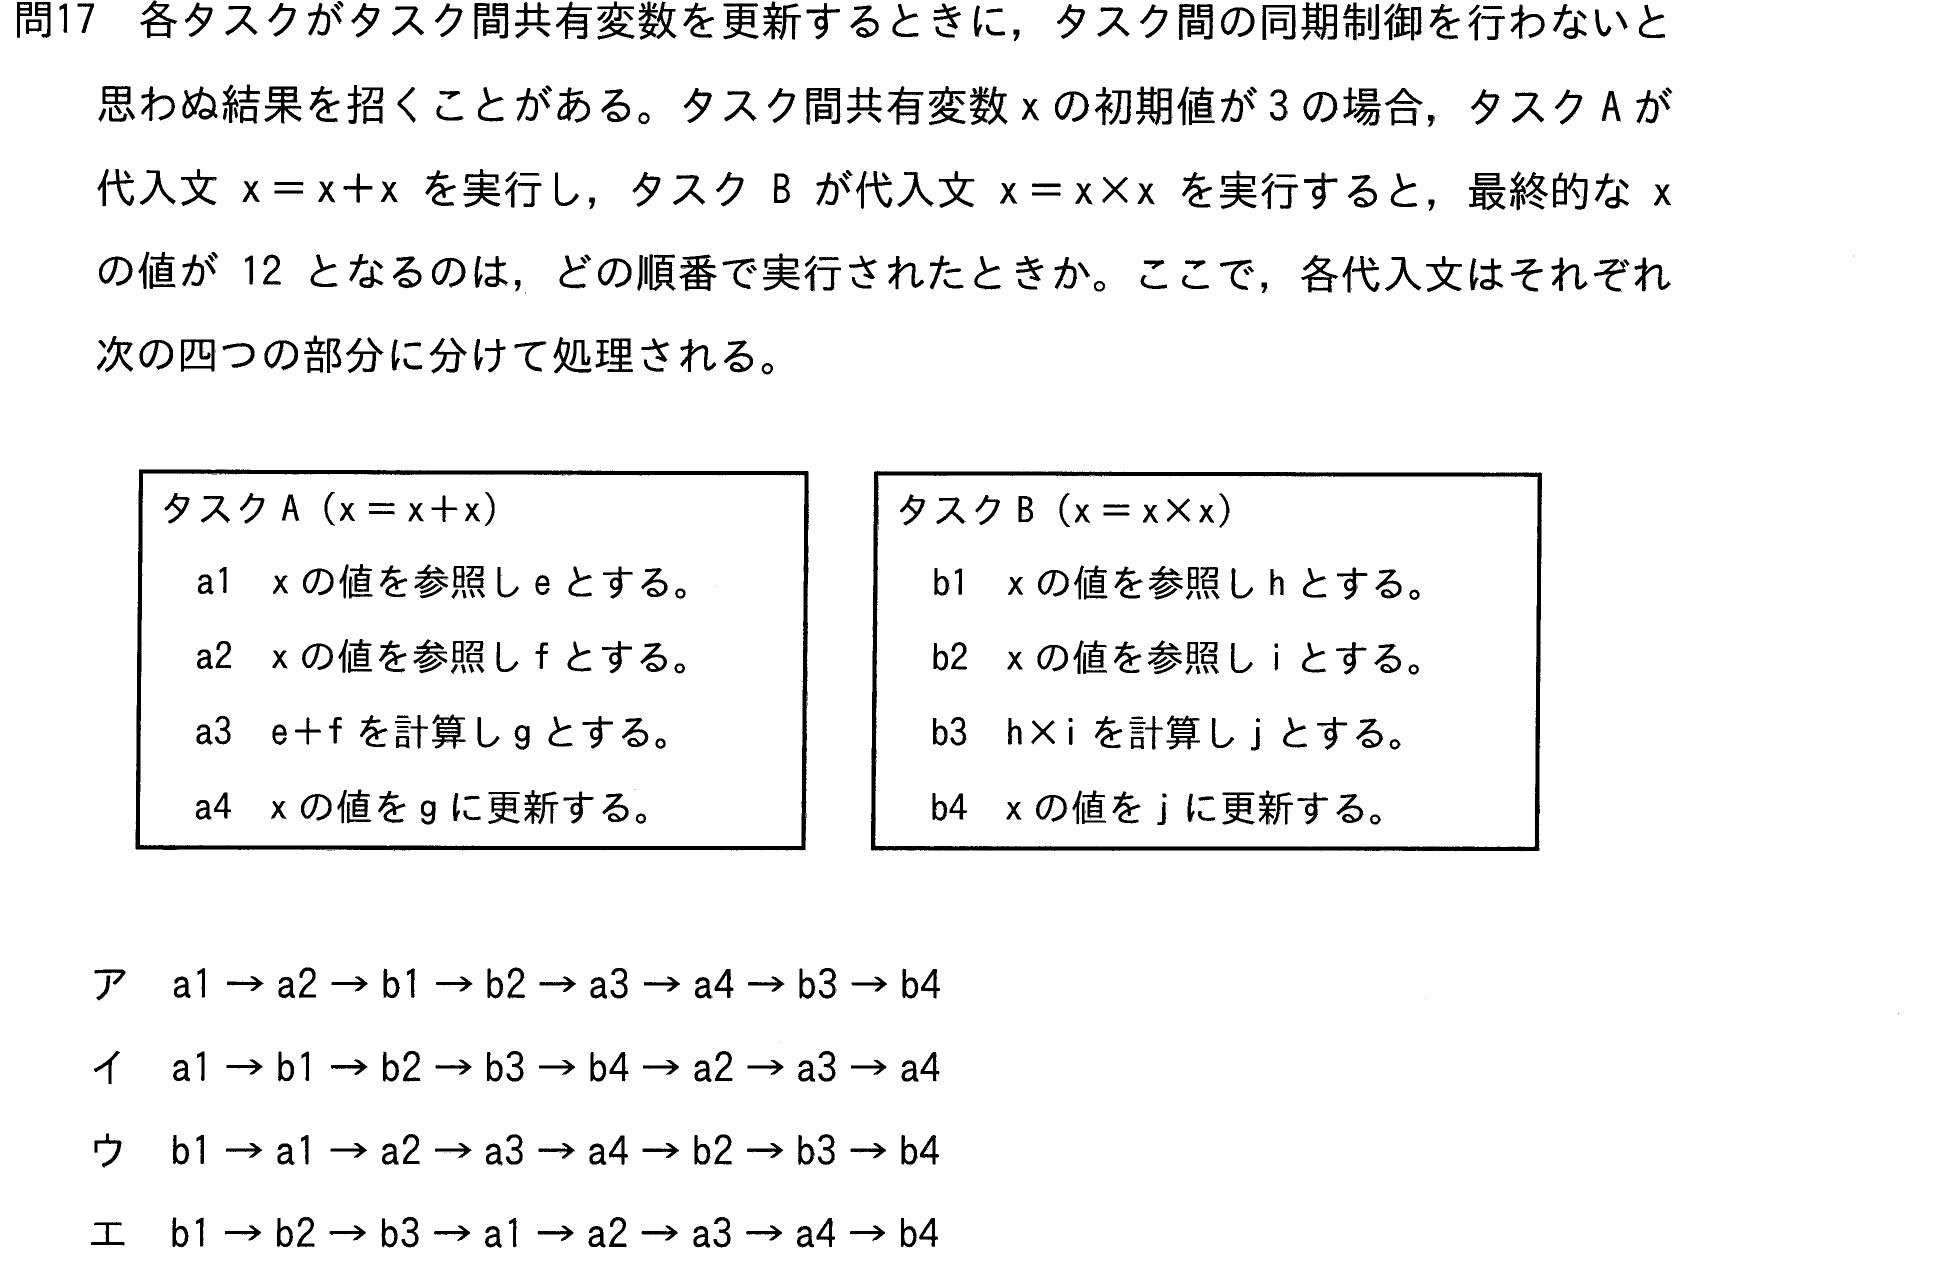 問17 各タスクがタスク間共有変数を更新するときに，タスク間の同期制御を行わないと
思わぬ結果を招くことがある。タスク間共有変数 x の初期値が 3 の場合，タスク A が
代入文 x＝x＋x を実行し，タスク B が代入文 x＝x×x を実行すると，最終的な x
の値が 12 となるのは，どの順番で実行されたときか。ここで，各代入文はそれぞれ
次の四つの部分に分けて処理される。
タスク A（x＝x＋x）
a1 x の値を参照し e とする。
a2 x の値を参照し f とする。
a3 e＋f を計算し g とする。
a4 x の値を g に更新する。
タスク B（x＝x×x）
b1 x の値を参照し h とする。
b2 x の値を参照し i とする。
b3 h×i を計算し j とする。
b4 x の値を j に更新する。
ア a1 → a2 → b1 → b2 → a3 → a4 → b3 → b4
イ a1 → b1 → b2 → b3 → b4 → a2 → a3 → a4
ウ b1 → a1 → a2 → a3 → a4 → b2 → b3 → b4
エ b1 → b2 → b3 → a1 → a2 → a3 → a4 → b4